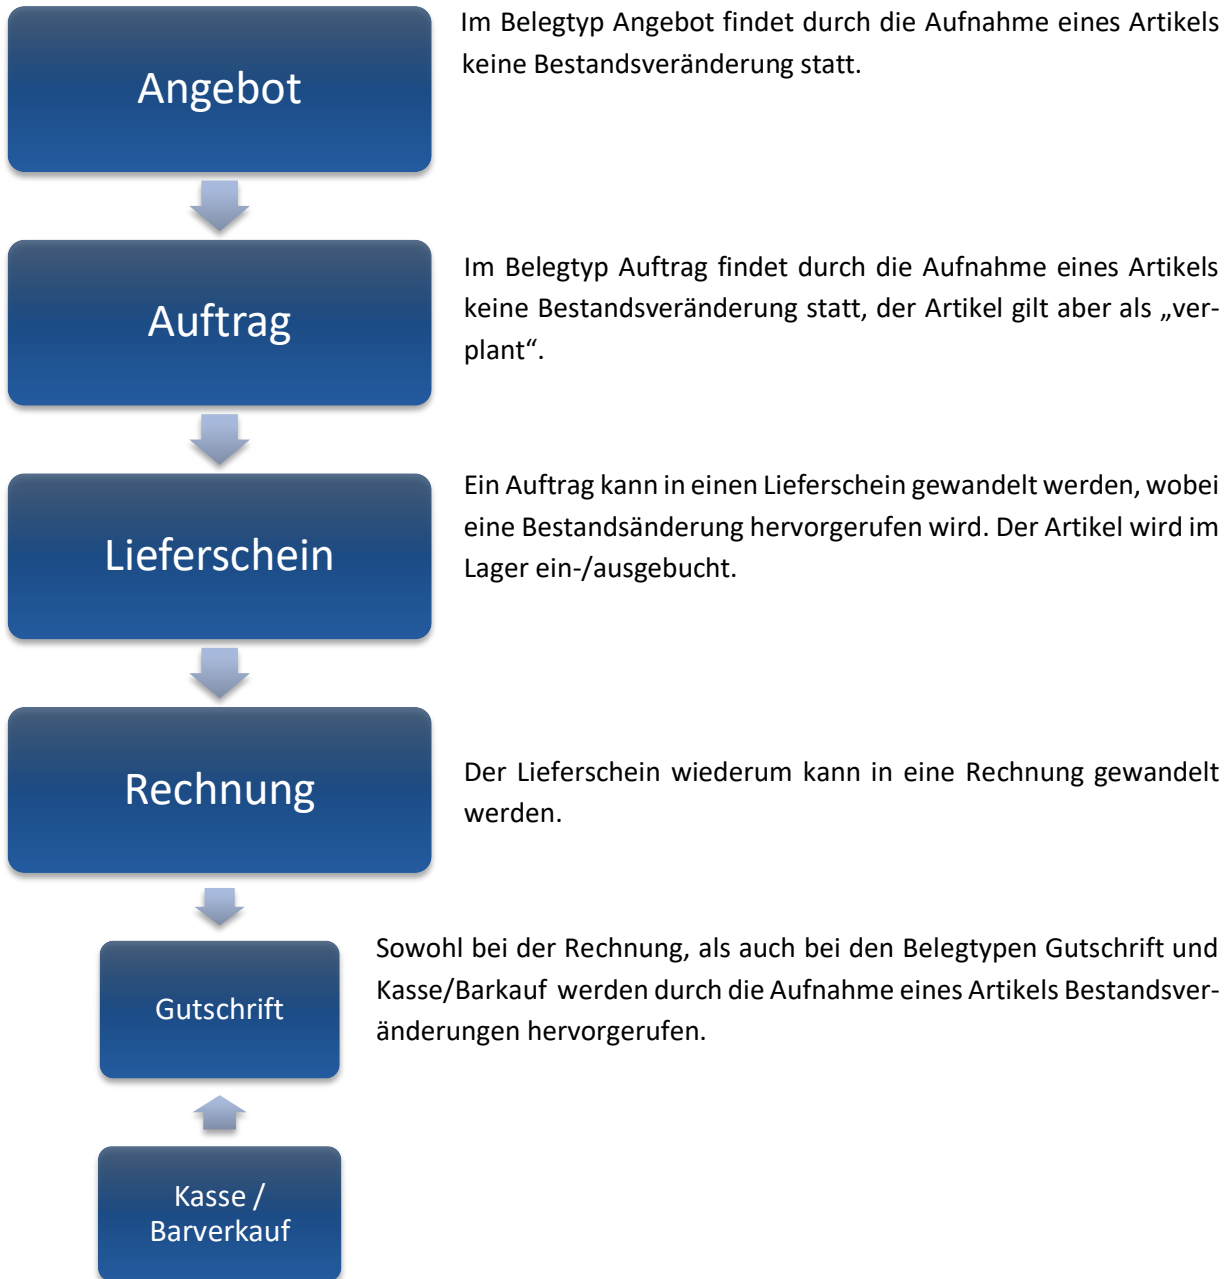 Angebot
Im Belegtyp Angebot findet durch die Aufnahme eines Artikels
keine Bestandsveränderung statt.
Auftrag
Im Belegtyp Auftrag findet durch die Aufnahme eines Artikels
keine Bestandsveränderung statt, der Artikel gilt aber als „ver-
plant“.
Lieferschein
Ein Auftrag kann in einen Lieferschein gewandelt werden, wobei
eine Bestandsänderung hervorgerufen wird. Der Artikel wird im
Lager ein-/ausgebucht.
Rechnung
Der Lieferschein wiederum kann in eine Rechnung gewandelt
werden.
Gutschrift
Sowohl bei der Rechnung, als auch bei den Belegtypen Gutschrift und
Kasse/Barkauf werden durch die Aufnahme eines Artikels Bestandsver-
änderungen hervorgerufen.
Kasse /
Barverkauf